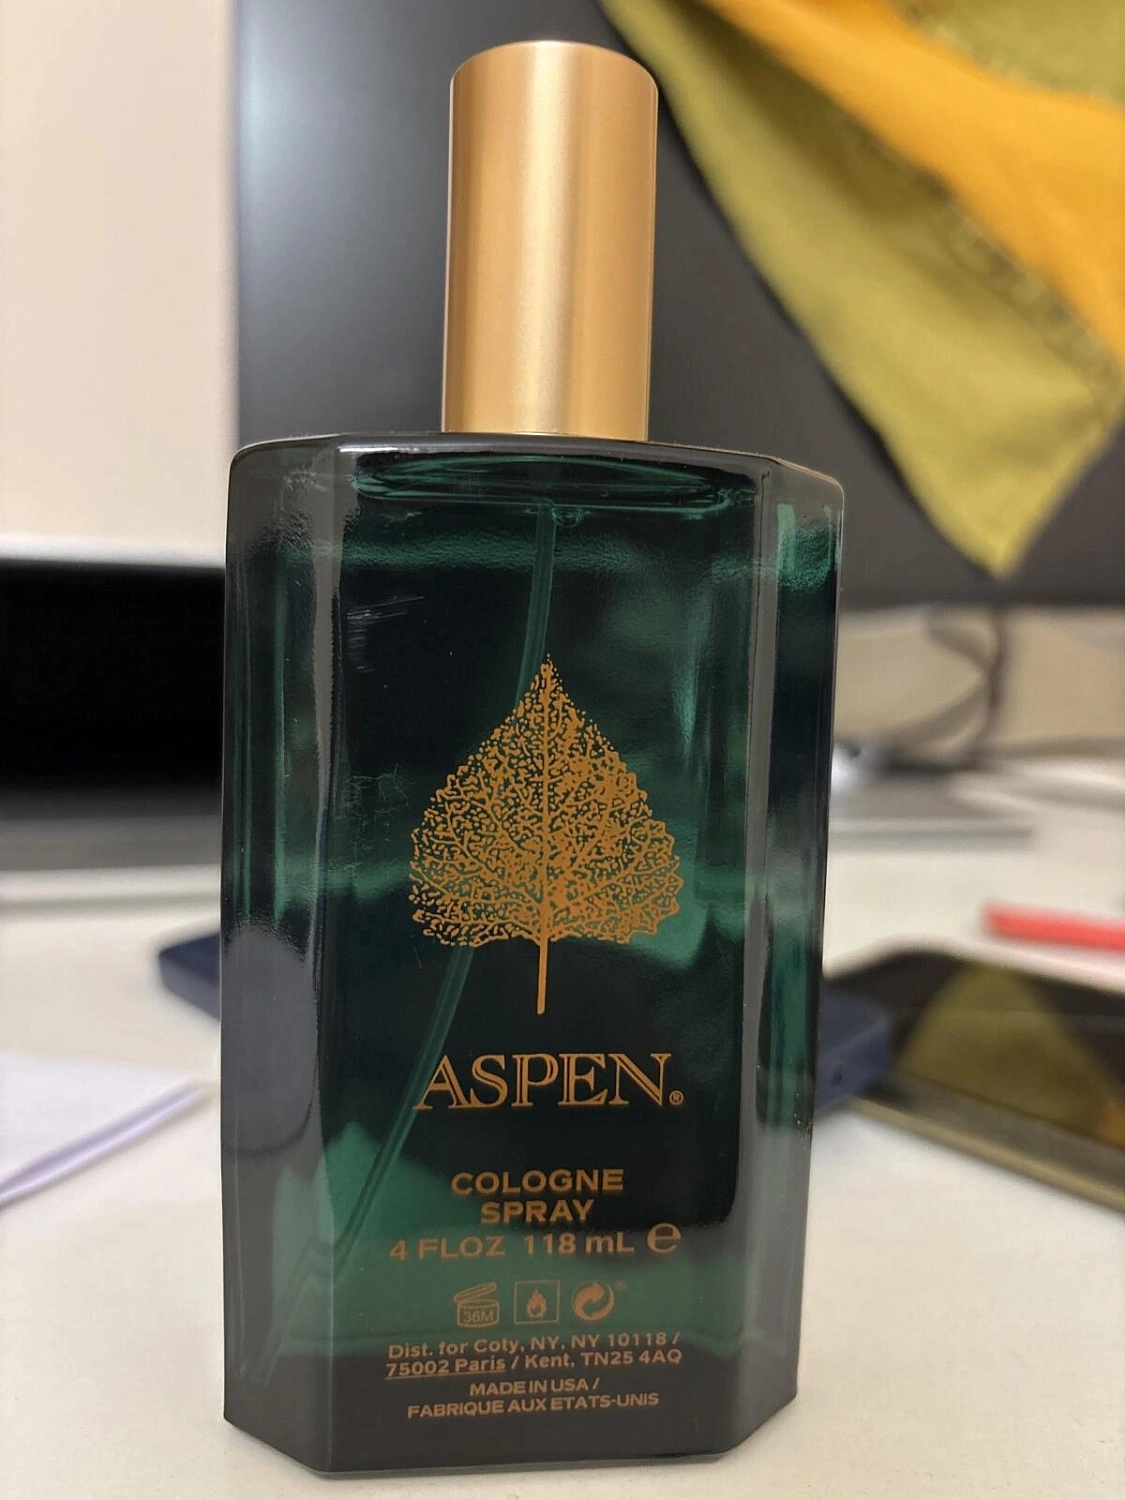 ASPEN®
COLOGNE
SPRAY
4 FLOZ 118 mL ℮
36M
Dist. for Coty, NY, NY 10118 /
75002 Paris / Kent, TN25 4AQ
MADE IN USA /
FABRIQUE AUX ETATS-UNIS